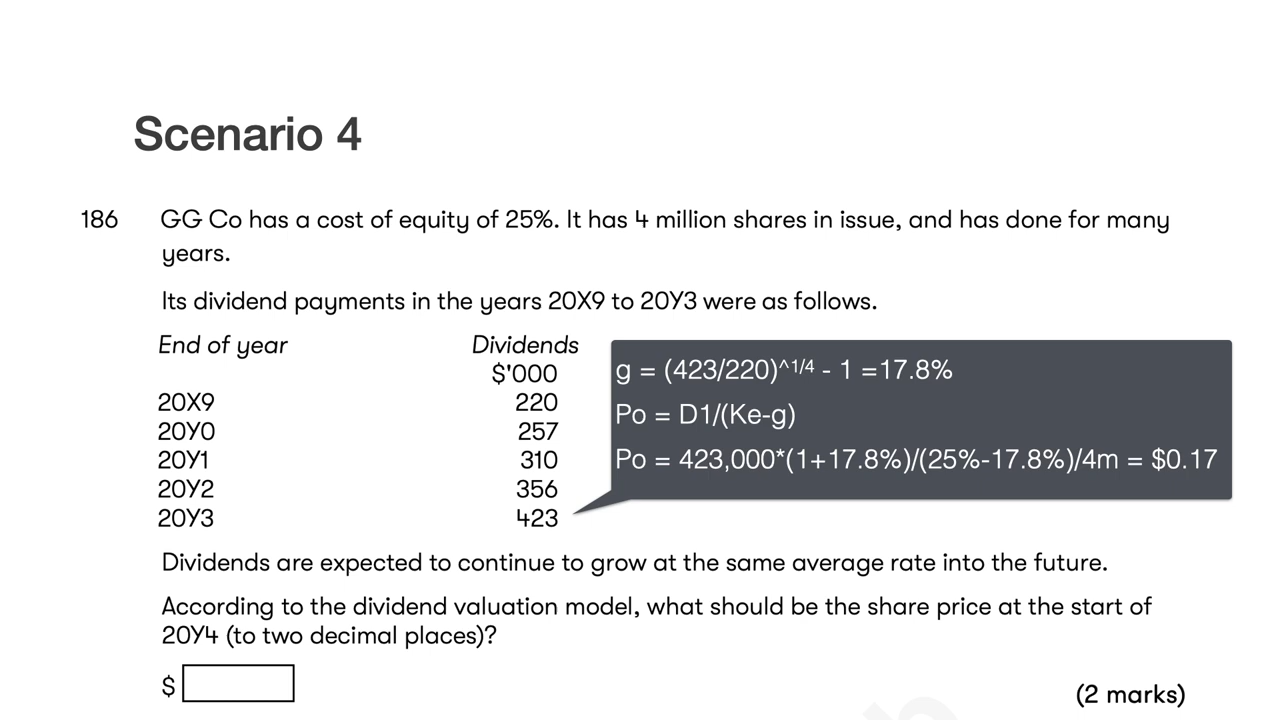 Scenario 4
186 GG Co has a cost of equity of 25%. It has 4 million shares in issue, and has done for many
years.
Its dividend payments in the years 20X9 to 20Y3 were as follows.
End of year Dividends
$'000
20X9 220
20Y0 257
20Y1 310
20Y2 356
20Y3 423
g = (423/220)^1/4 - 1 =17.8%
Po = D1/(Ke-g)
Po = 423,000*(1+17.8%)/(25%-17.8%)/4m = $0.17
Dividends are expected to continue to grow at the same average rate into the future.
According to the dividend valuation model, what should be the share price at the start of
20Y4 (to two decimal places)?
$
(2 marks)